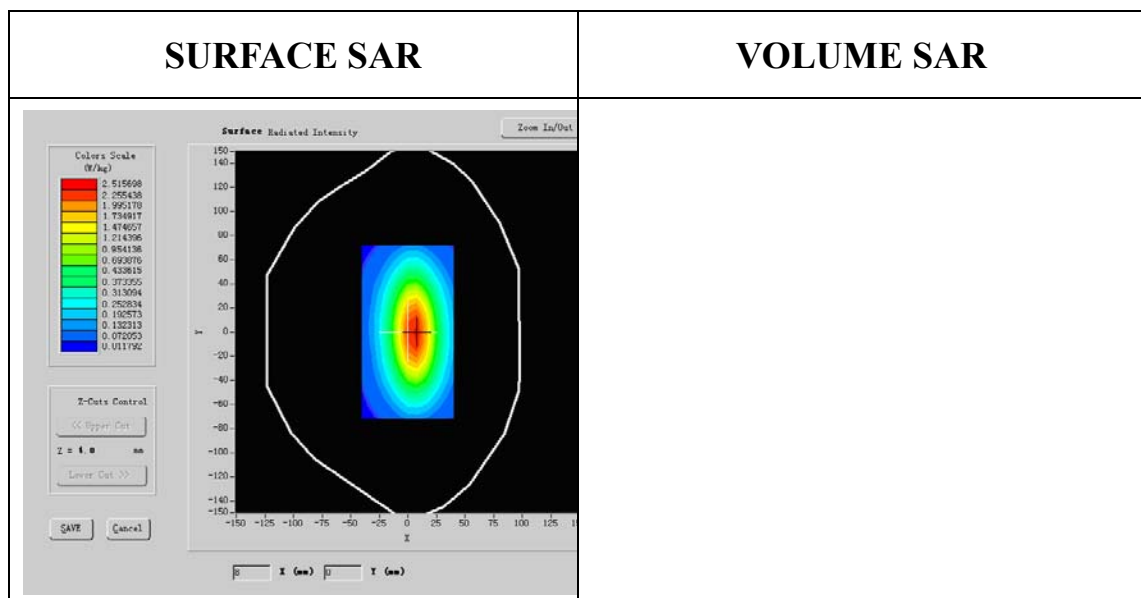 SURFACE SAR
VOLUME SAR
Surface Radiated Intensity
Zoom In/Out
Colors Scale
(W/kg)
2.515698
2.255438
1.995178
1.734917
1.474657
1.214396
0.954136
0.693876
0.433615
0.373355
0.313094
0.252834
0.192573
0.132313
0.072053
0.011792
150
140
120
100
80
60
40
20
0
-20
-40
-60
-80
-100
-120
-140
-150
Y
-150 -125 -100 -75 -50 -25 0 25 50 75 100 125
X
Z-Cuts Control
<< Upper Cut
Z = 4.0 mm
Lower Cut >>
SAVE
Cancel
8 X (mm) 0 Y (mm)